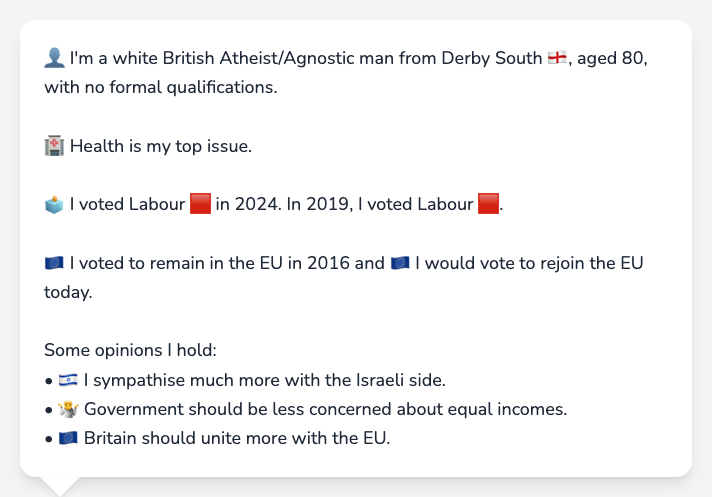 👤 I'm a white British Atheist/Agnostic man from Derby South 🏴󠁧󠁢󠁥󠁮󠁧󠁿, aged 80,
with no formal qualifications.
🏥 Health is my top issue.
🗳️ I voted Labour 🟥 in 2024. In 2019, I voted Labour 🟥.
🇪🇺 I voted to remain in the EU in 2016 and 🇪🇺 I would vote to rejoin the EU
today.
Some opinions I hold:
• 🇮🇱 I sympathise much more with the Israeli side.
• 🤷 Government should be less concerned about equal incomes.
• 🇪🇺 Britain should unite more with the EU.